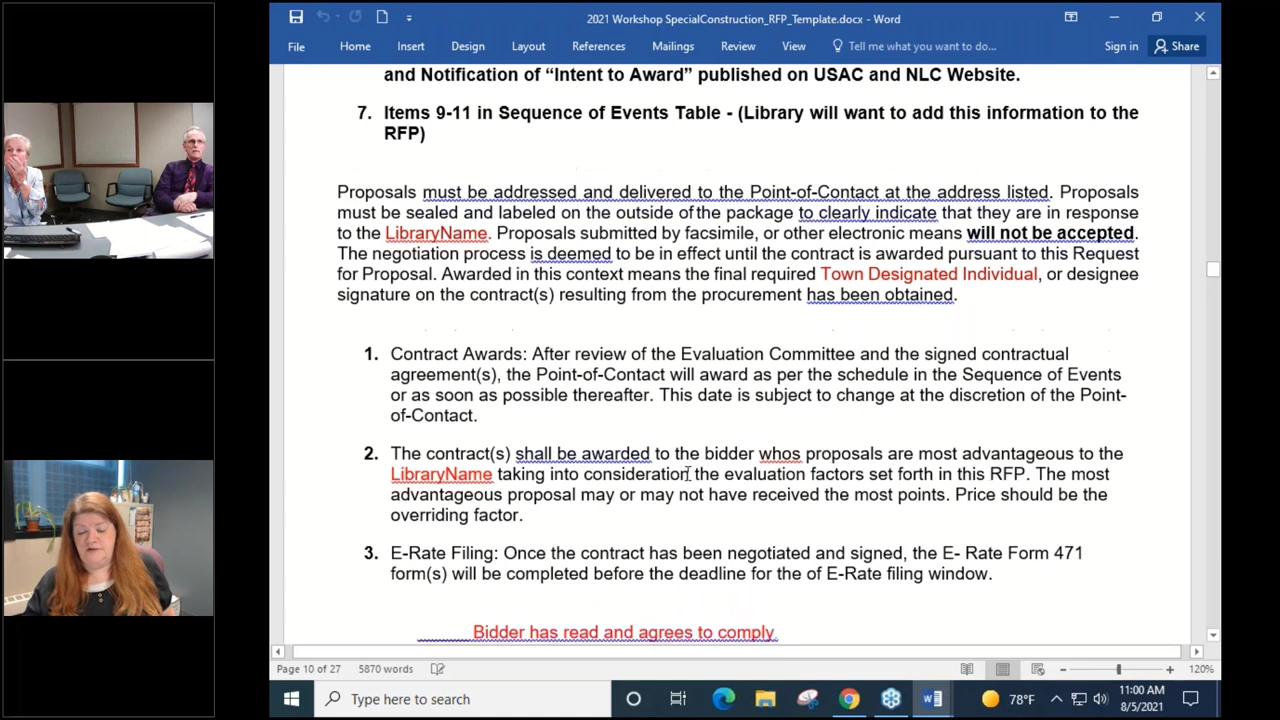 2021 Workshop SpecialConstruction_RFP_Template.docx - Word
File Home Insert Design Layout References Mailings Review View Tell me what you want to do... Sign in Share
and Notification of “Intent to Award” published on USAC and NLC Website.
7. Items 9-11 in Sequence of Events Table - (Library will want to add this information to the
RFP)
Proposals must be addressed and delivered to the Point-of-Contact at the address listed. Proposals
must be sealed and labeled on the outside of the package to clearly indicate that they are in response
to the LibraryName. Proposals submitted by facsimile, or other electronic means will not be accepted.
The negotiation process is deemed to be in effect until the contract is awarded pursuant to this Request
for Proposal. Awarded in this context means the final required Town Designated Individual, or designee
signature on the contract(s) resulting from the procurement has been obtained.
1. Contract Awards: After review of the Evaluation Committee and the signed contractual
agreement(s), the Point-of-Contact will award as per the schedule in the Sequence of Events
or as soon as possible thereafter. This date is subject to change at the discretion of the Point-
of-Contact.
2. The contract(s) shall be awarded to the bidder whos proposals are most advantageous to the
LibraryName taking into consideration the evaluation factors set forth in this RFP. The most
advantageous proposal may or may not have received the most points. Price should be the
overriding factor.
3. E-Rate Filing: Once the contract has been negotiated and signed, the E- Rate Form 471
form(s) will be completed before the deadline for the of E-Rate filing window.
Bidder has read and agrees to comply.
Page 10 of 27 5870 words 120%
Type here to search 78°F 11:00 AM
8/5/2021